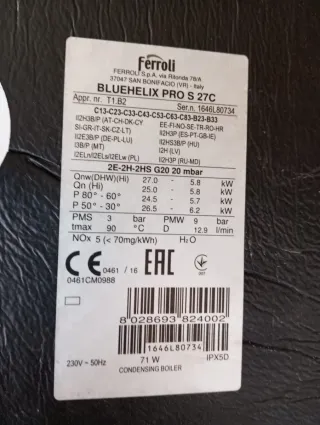 Ferroli
FERROLI S.p.A. via Ritonda 78/A
37047 SAN BONIFACIO (VR) - Italy
BLUEHELIX PRO S 27C
Appr. nr. T1.B2 Ser.n. 1646L80734
C13-C23-C33-C43-C53-C63-C83-B23-B33
II2H3B/P (AT-CH-DK-CY EE-FI-NO-SE-TR-RO-HR
SI-GR-IT-SK-CZ-LT) II2H3P (ES-PT-GB-IE)
II2E3B/P (DE-PL-LU) II2HS3B/P (HU)
I3B/P (MT) II2H (LV)
I2ELn/I2ELs/I2ELw (PL) II2H3P (RU-MD)
2E-2H-2HS G20 20 mbar
Qnw(DHW)(Hi) 27.0 - 5.8 kW
Qn (Hi) 25.0 - 5.8 kW
P 80° - 60° 24.5 - 5.7 kW
P 50° - 30° 26.5 - 6.2 kW
PMS 3 bar PMW 9 bar
tmax 90 °C D 12.9 l/min
NOx 5 (< 70mg/kWh) H2O
CE 0461 / 16 EAC
0461CM0988
8 028693 824002
1646L80734
230V ~ 50Hz 71 W IPX5D
CONDENSING BOILER